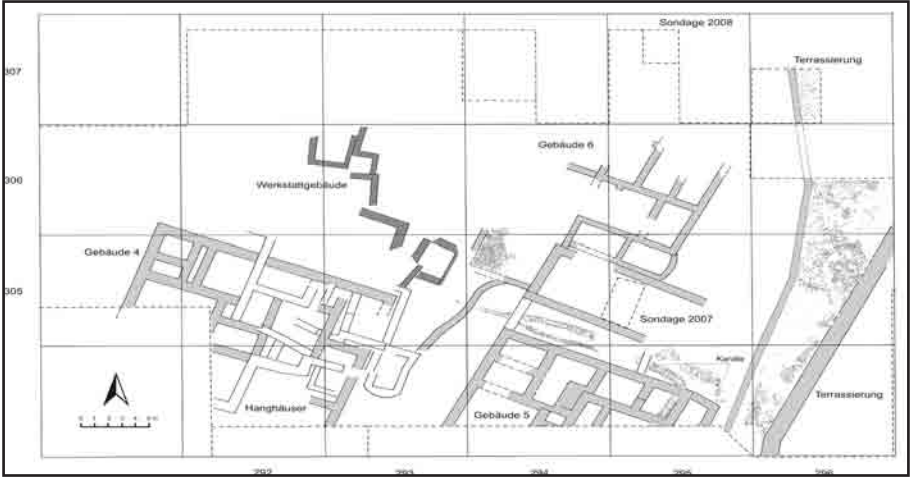 Sondage 2008
Terrassierung
307
Gebäude 6
306
Werkstattgebäude
Gebäude 4
305
Sondage 2007
Kanäle
Hanghäuser
Gebäude 5
Terrassierung
292
293
294
295
296